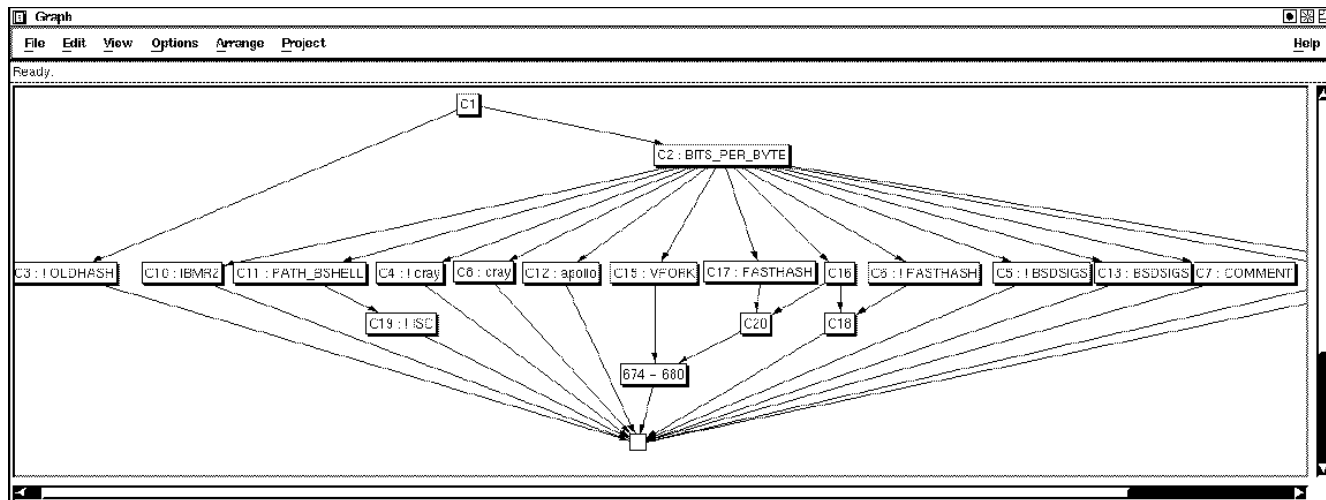 Graph
File Edit View Options Arrange Project Help
Ready.
C1
C2 : BITS_PER_BYTE
C3 : ! OLDHASH
C10 : IBMR2
C11 : PATH_BSHELL
C4 : ! cray
C8 : cray
C12 : apollo
C15 : VFORK
C17 : FASTHASH
C16
C6 : ! FASTHASH
C5 : ! BSDSIGS
C13 : BSDSIGS
C7 : COMMENT
C19 : ! ISC
C20
C18
674 - 680